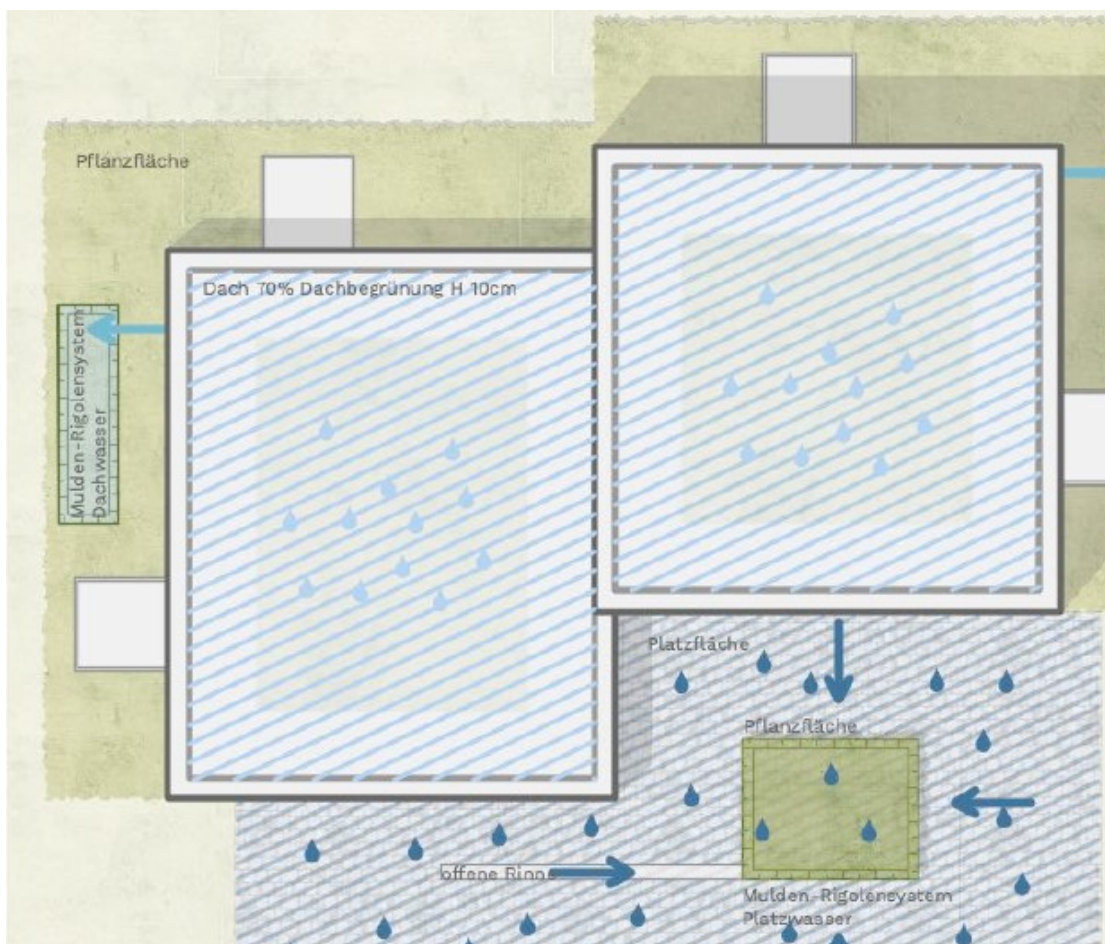 Pflanzfläche
Dach 70% Dachbegrünung H 10cm
Mulden-Rigolensystem
Dachwasser
Platzfläche
Pflanzfläche
offene Rinne
Mulden-Rigolensystem
Platzwasser